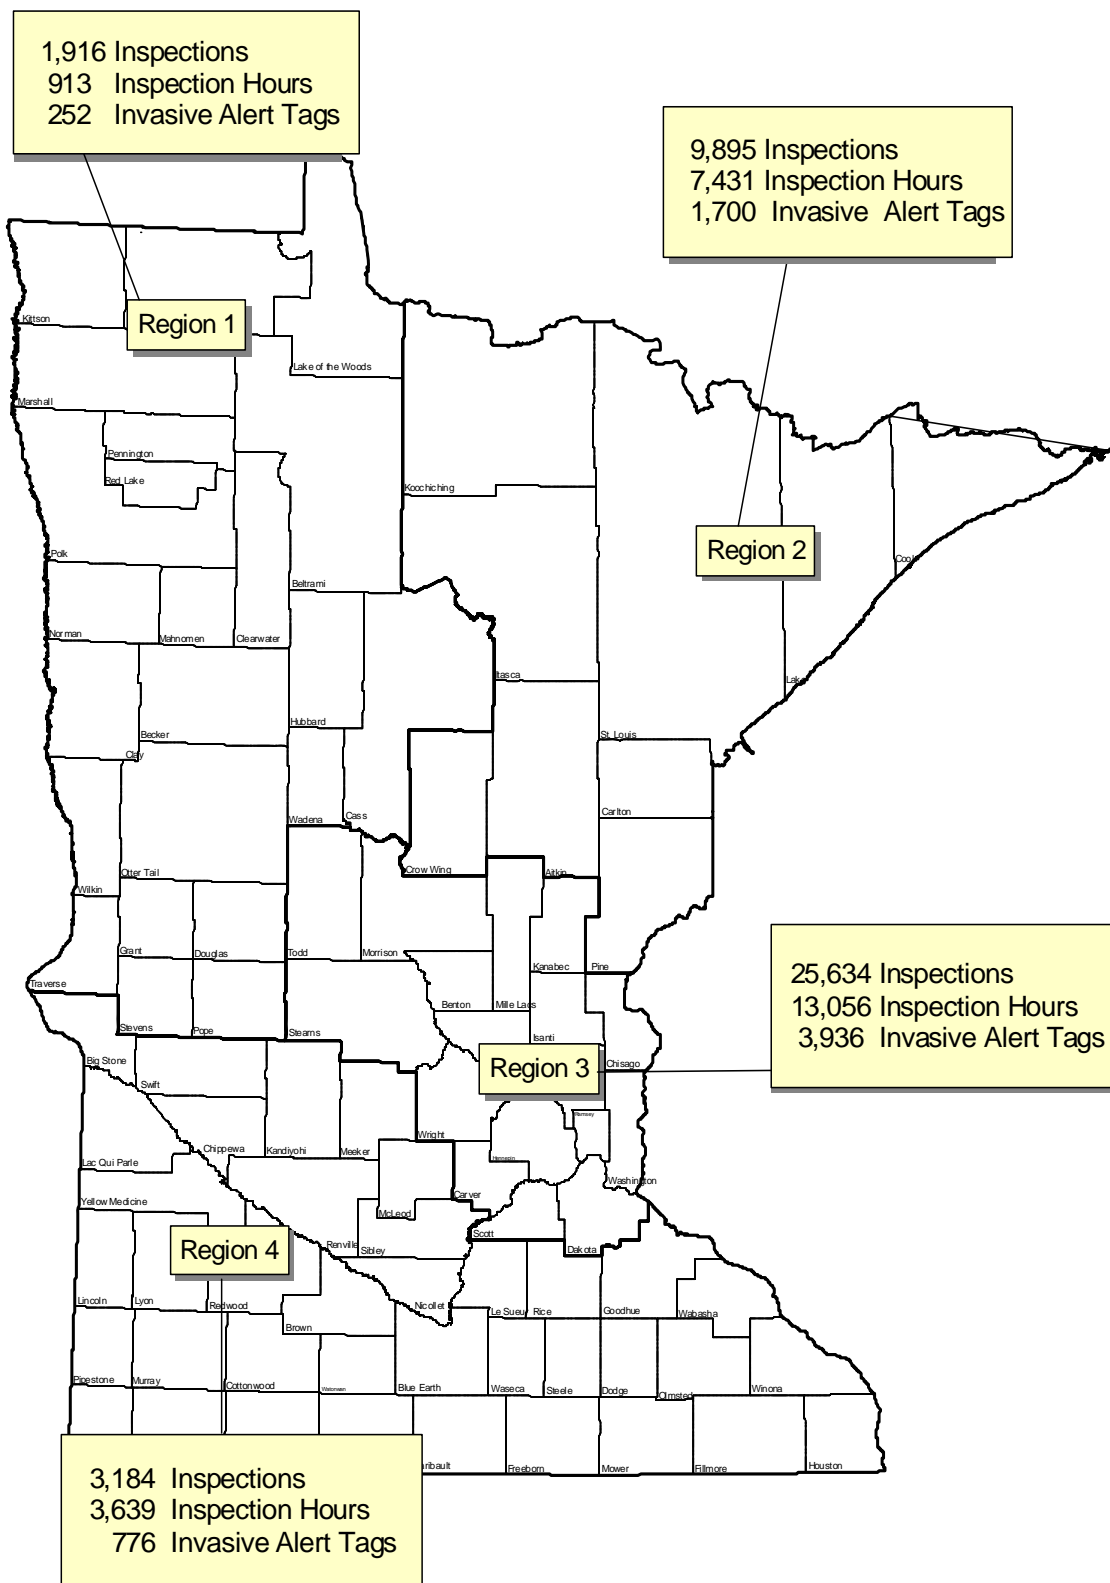 1,916 Inspections
913 Inspection Hours
252 Invasive Alert Tags
9,895 Inspections
7,431 Inspection Hours
1,700 Invasive Alert Tags
Kittson
Region 1
Lake of the Woods
Marshall
Pennington
Red Lake
Koochiching
Region 2
Polk
Beltrami
Cook
Norman
Mahnomen
Clearwater
Itasca
Lake
Hubbard
Becker
St. Louis
Clay
Wadena
Cass
Carlton
Otter Tail
Crow Wing
Aitkin
Wilkin
Grant
Douglas
Todd
Morrison
Kanabec
Pine
25,634 Inspections
13,056 Inspection Hours
3,936 Invasive Alert Tags
Traverse
Benton
Mille Lacs
Stevens
Pope
Stearns
Isanti
Big Stone
Region 3
Chisago
Swift
Ramsey
Wright
Chippewa
Kandiyohi
Meeker
Hennepin
Lac Qui Parle
Washington
Yellow Medicine
Carver
McLeod
Scott
Region 4
Renville
Sibley
Dakota
Lincoln
Lyon
Redwood
Nicollet
Le Sueur
Rice
Goodhue
Wabasha
Brown
Pipestone
Murray
Cottonwood
Watonwan
Blue Earth
Waseca
Steele
Dodge
Olmsted
Winona
ribault
Freeborn
Mower
Fillmore
Houston
3,184 Inspections
3,639 Inspection Hours
776 Invasive Alert Tags